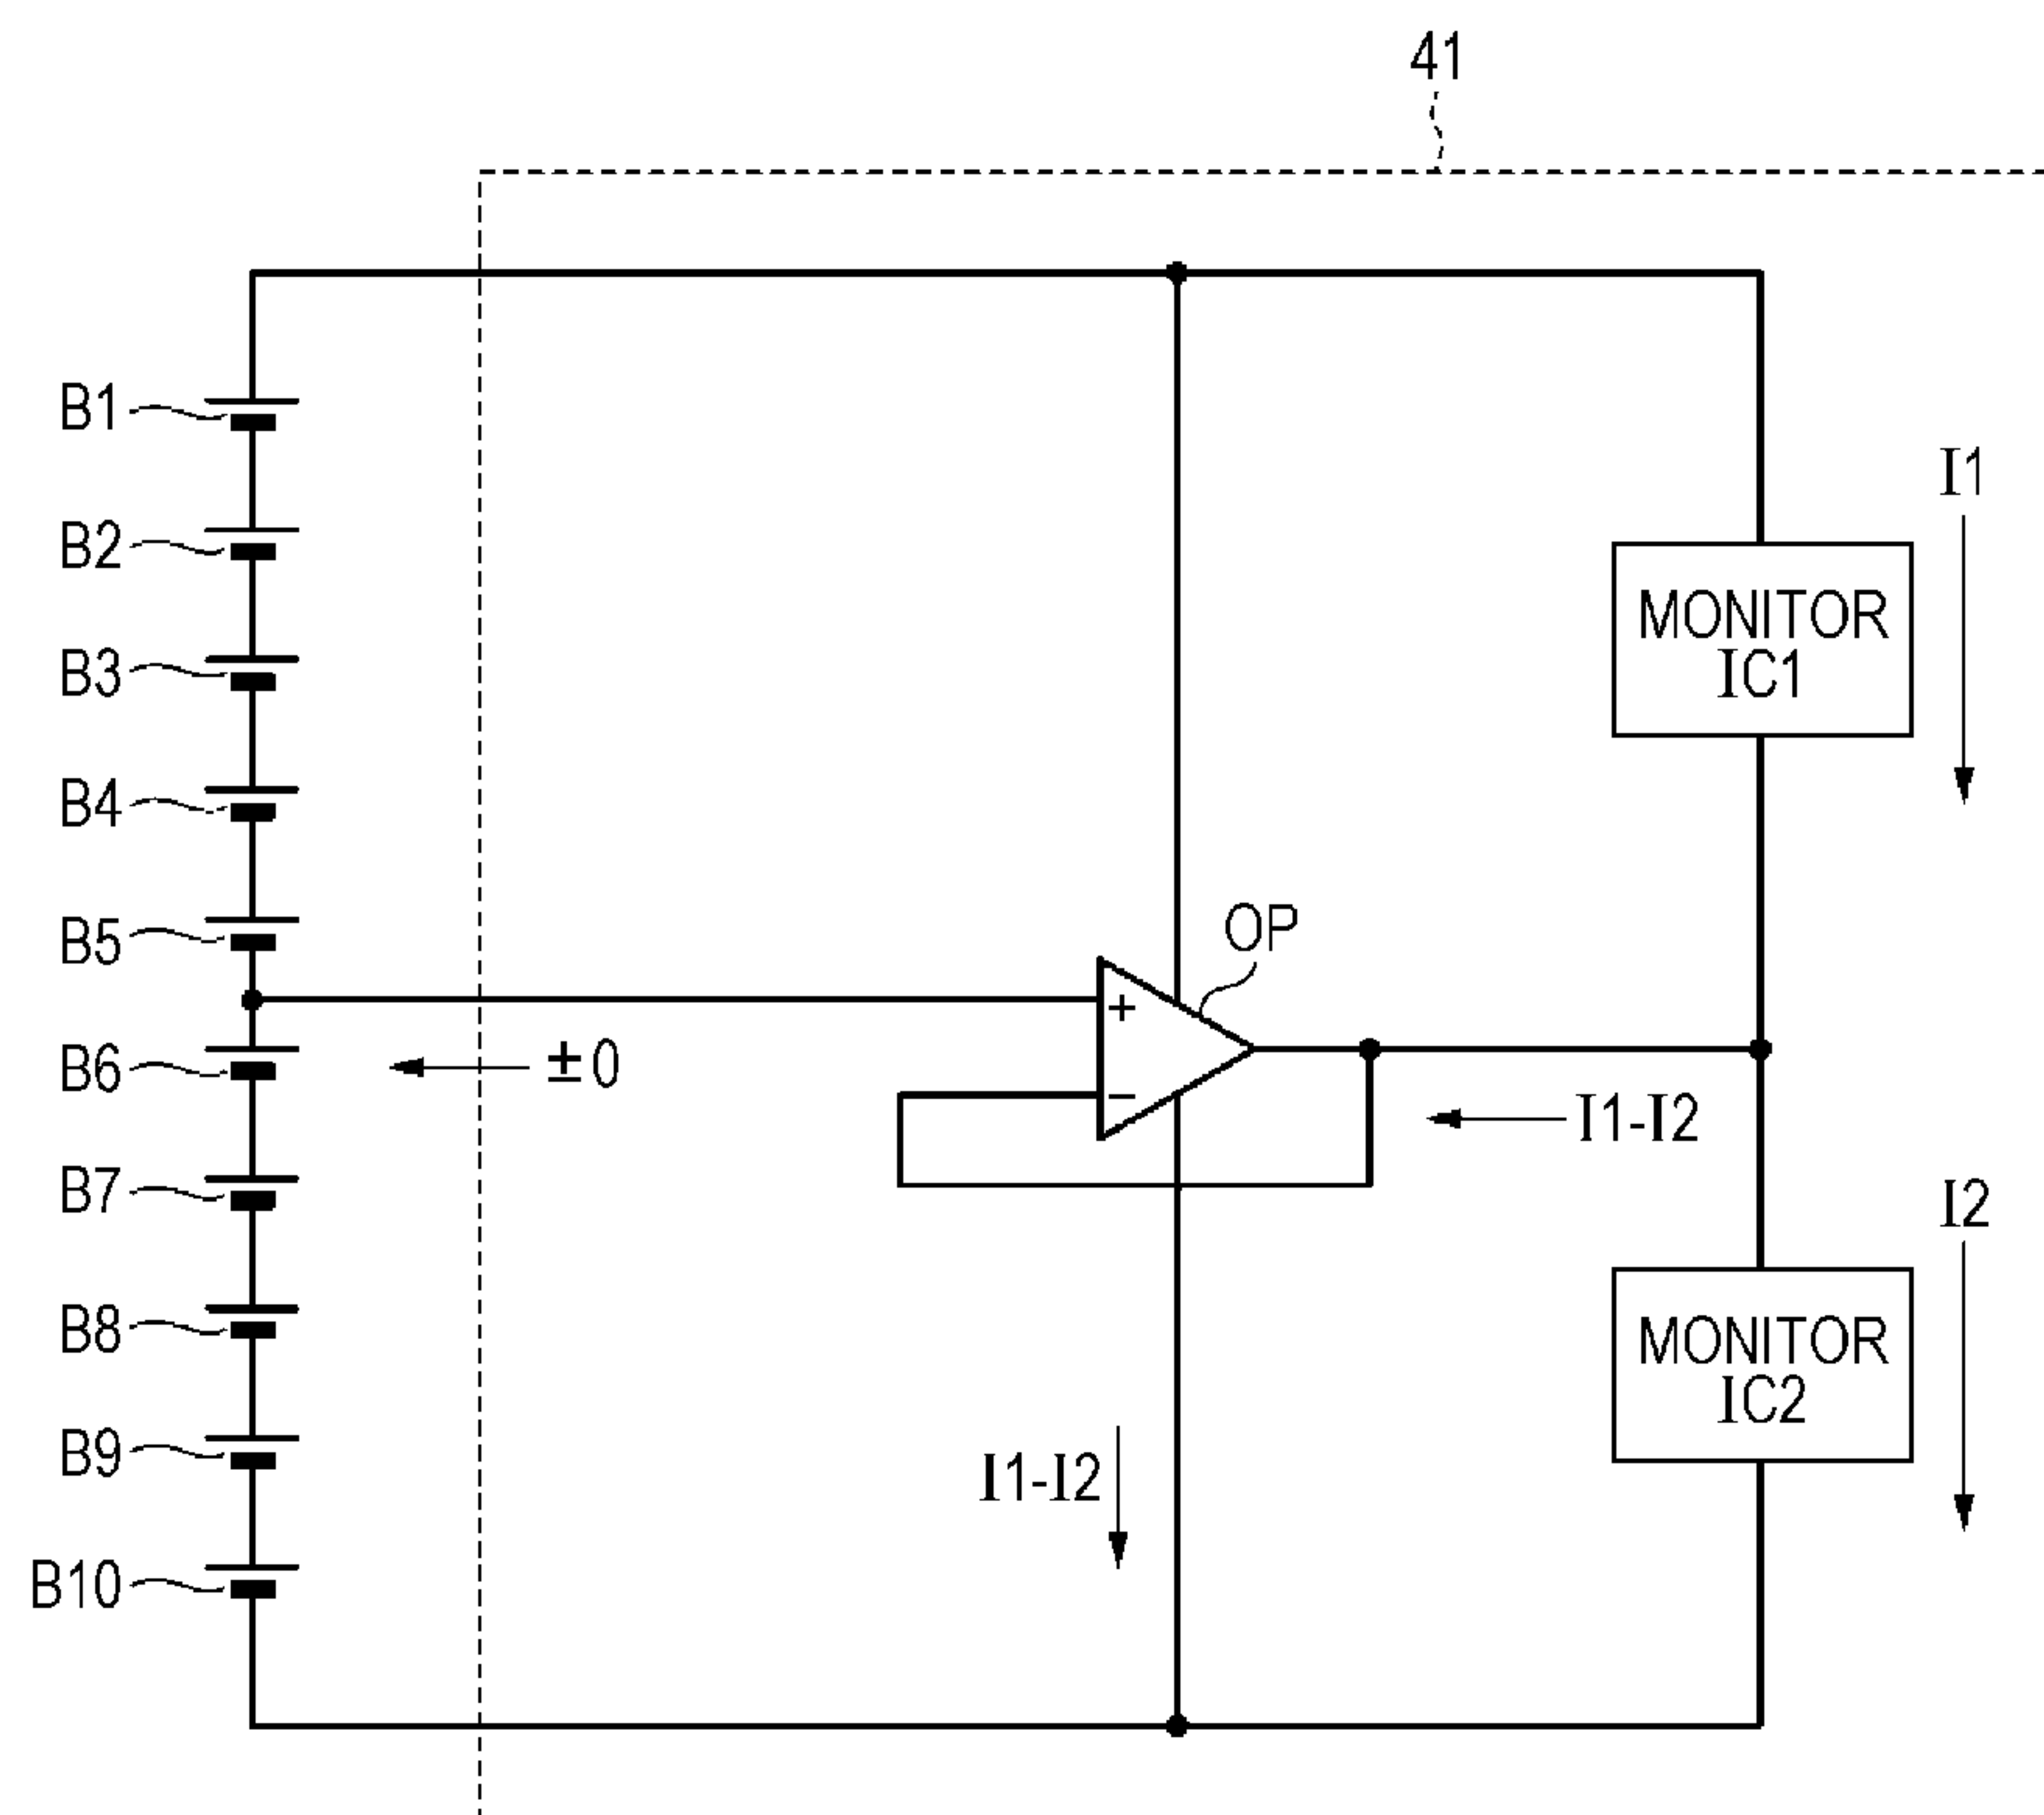 41
B1
I1
B2
MONITOR
IC1
B3
B4
B5
OP
+
B6
±0
−
I1-I2
B7
I2
B8
MONITOR
IC2
B9
I1-I2
B10